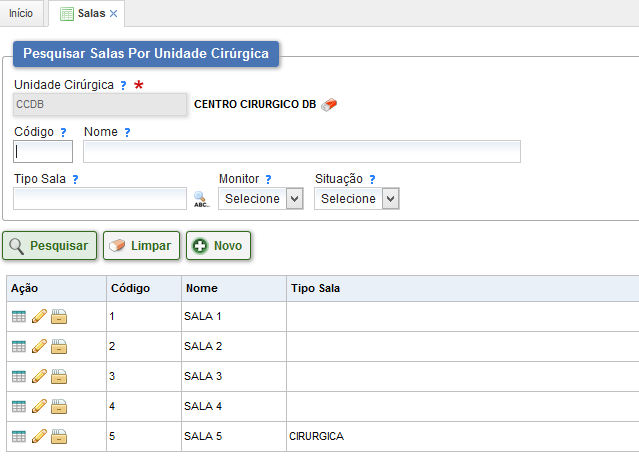 Início Salas
Pesquisar Salas Por Unidade Cirúrgica
Unidade Cirúrgica ? *
CCDB CENTRO CIRURGICO DB
Código ? Nome ?
Tipo Sala ? Monitor ? Situação ?
ABC.. Selecione Selecione
Pesquisar Limpar Novo
Ação Código Nome Tipo Sala
1 SALA 1
2 SALA 2
3 SALA 3
4 SALA 4
5 SALA 5 CIRURGICA